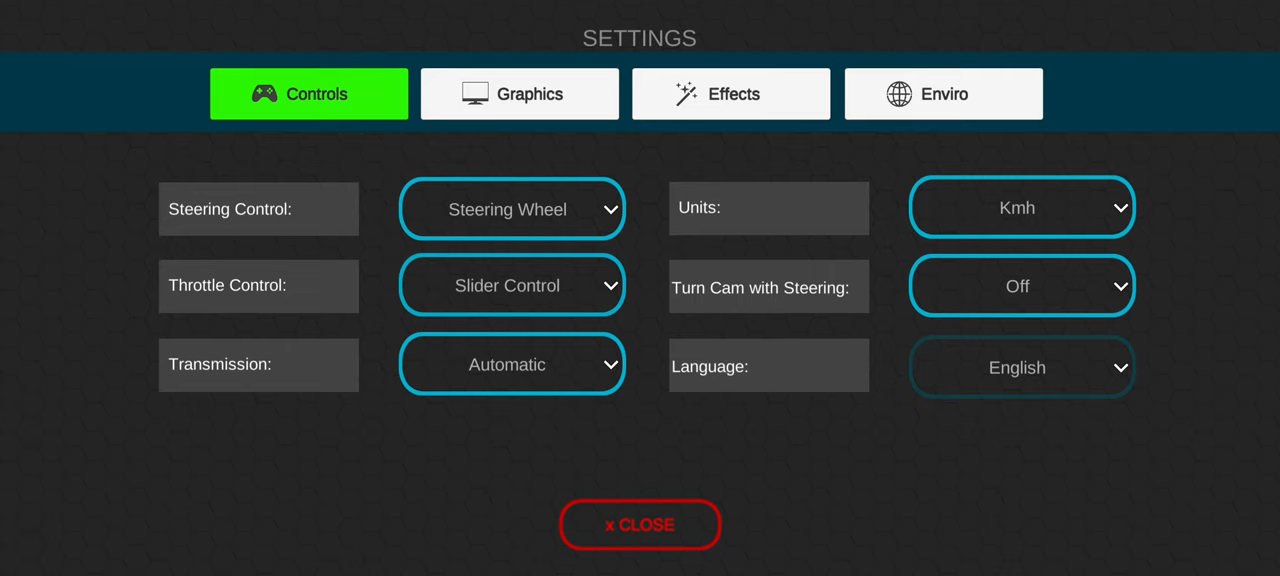 SETTINGS
Controls
Graphics
Effects
Enviro
Steering Control:
Steering Wheel
Units:
Kmh
Throttle Control:
Slider Control
Turn Cam with Steering:
Off
Transmission:
Automatic
Language:
English
x CLOSE